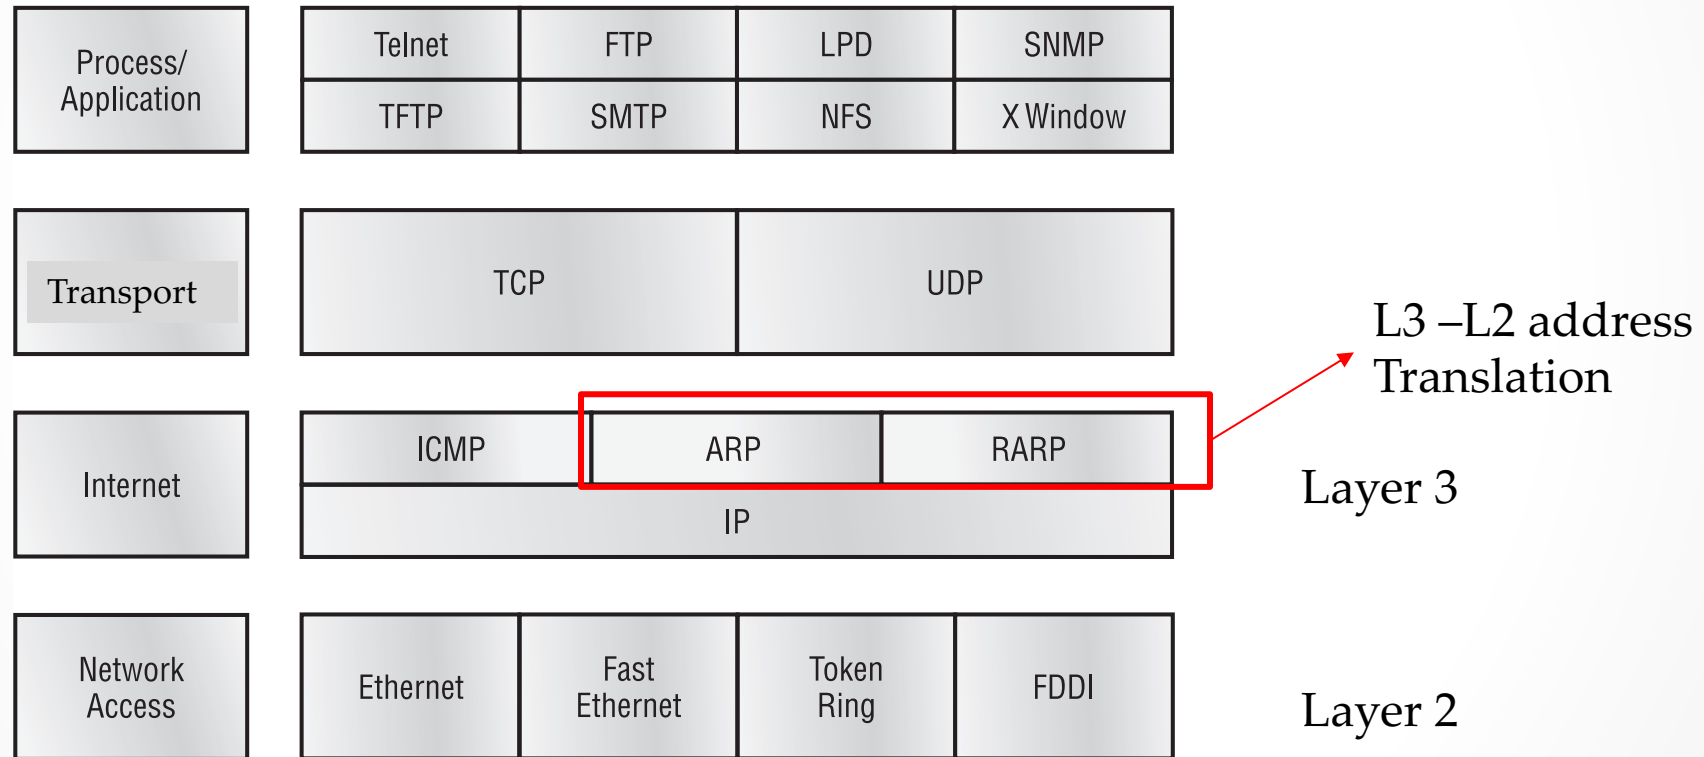 Process/
Application
Telnet
FTP
LPD
SNMP
TFTP
SMTP
NFS
X Window
Transport
TCP
UDP
L3 –L2 address
Translation
Internet
ICMP
ARP
RARP
IP
Layer 3
Network
Access
Ethernet
Fast
Ethernet
Token
Ring
FDDI
Layer 2